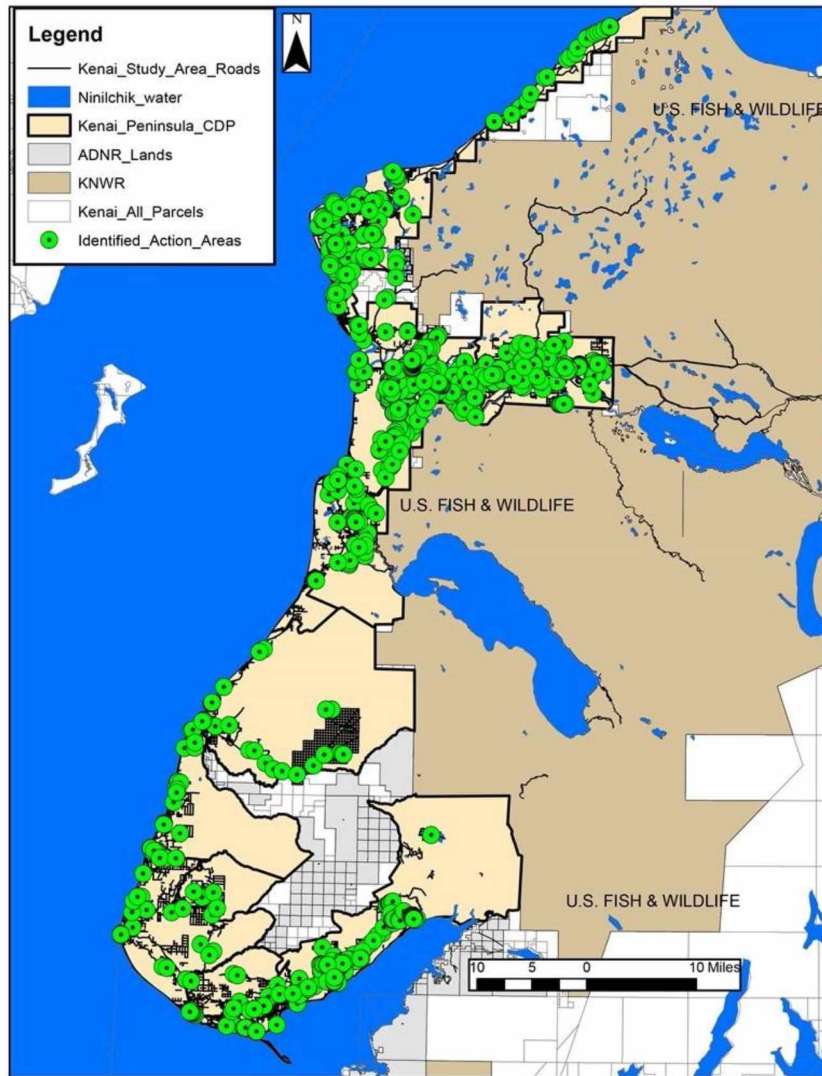 Legend
Kenai_Study_Area_Roads
Ninilchik_water
Kenai_Peninsula_CDP
ADNR_Lands
KNWR
Kenai_All_Parcels
Identified_Action_Areas
N
U.S. FISH & WILDLIFE
U.S. FISH & WILDLIFE
U.S. FISH & WILDLIFE
10 5 0 10 Miles